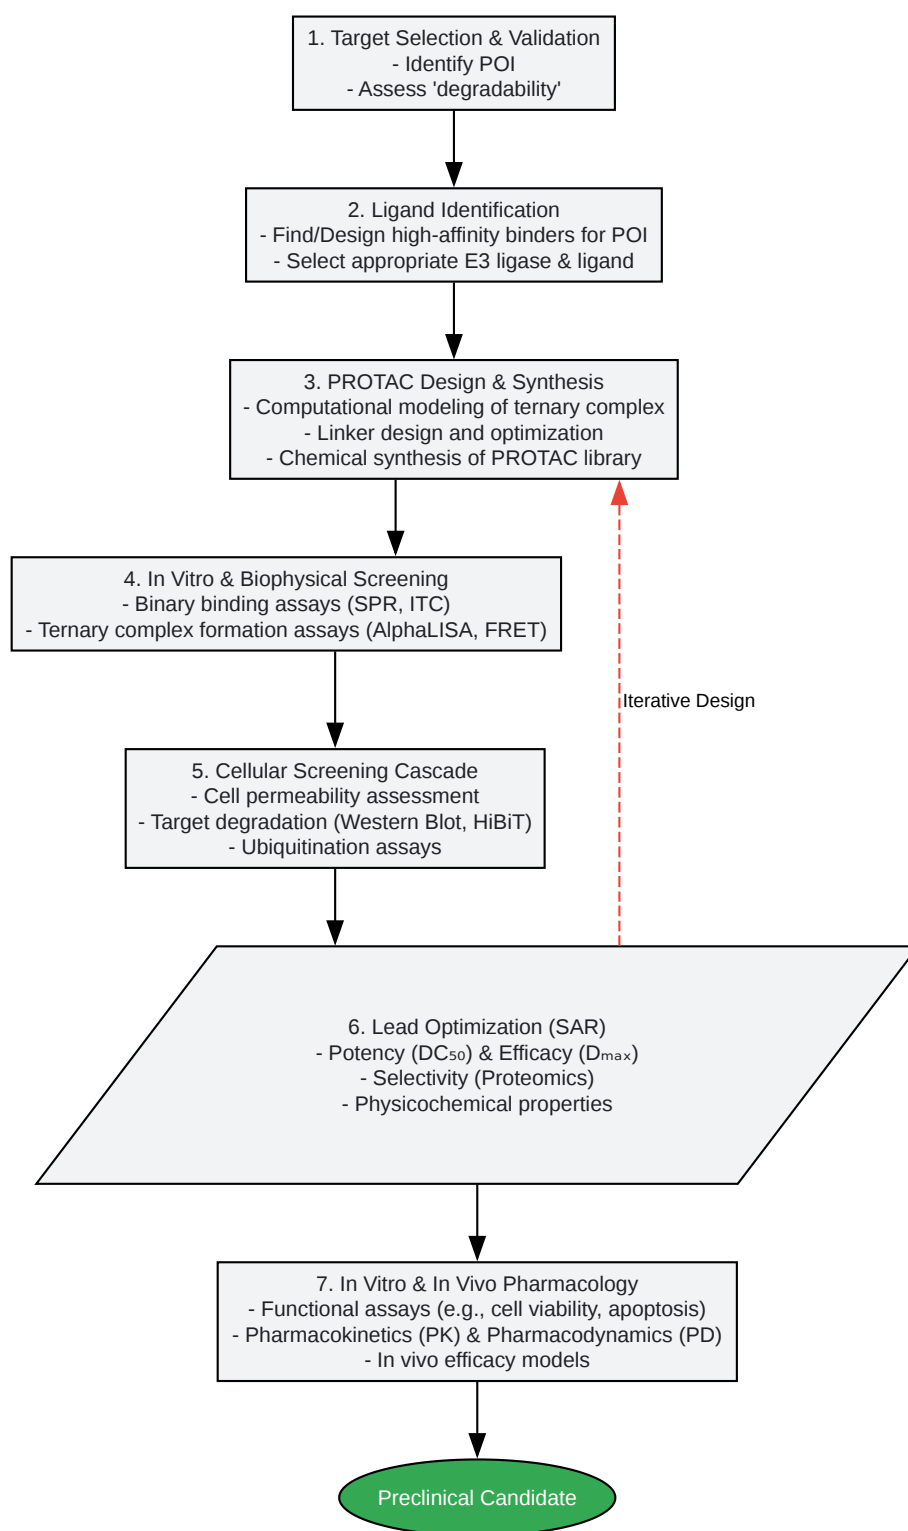 1. Target Selection & Validation
- Identify POI
- Assess 'degradability'
2. Ligand Identification
- Find/Design high-affinity binders for POI
- Select appropriate E3 ligase & ligand
3. PROTAC Design & Synthesis
- Computational modeling of ternary complex
- Linker design and optimization
- Chemical synthesis of PROTAC library
4. In Vitro & Biophysical Screening
- Binary binding assays (SPR, ITC)
- Ternary complex formation assays (AlphaLISA, FRET)
Iterative Design
5. Cellular Screening Cascade
- Cell permeability assessment
- Target degradation (Western Blot, HiBiT)
- Ubiquitination assays
6. Lead Optimization (SAR)
- Potency (DC₅₀) & Efficacy (Dₘₐₓ)
- Selectivity (Proteomics)
- Physicochemical properties
7. In Vitro & In Vivo Pharmacology
- Functional assays (e.g., cell viability, apoptosis)
- Pharmacokinetics (PK) & Pharmacodynamics (PD)
- In vivo efficacy models
Preclinical Candidate